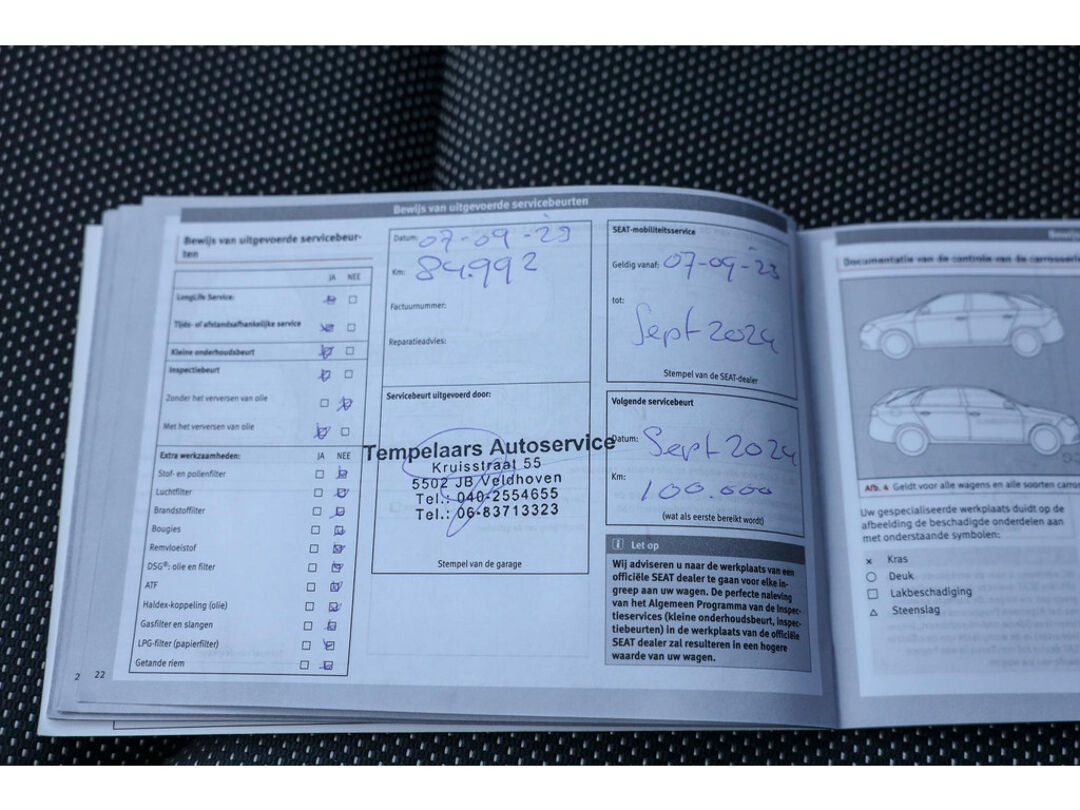 Bewijs van uitgevoerde servicebeurten
Bewijs van uitgevoerde servicebeur-
ten
JA NEE
LongLife Service:
Tijds- of afstandsafhankelijke service
Kleine onderhoudsbeurt
Inspectiebeurt
Zonder het verversen van olie
Met het verversen van olie
Extra werkzaamheden: JA NEE
Stof- en pollenfilter
Luchtfilter
Brandstoffilter
Bougies
Remvloeistof
DSG®: olie en filter
ATF
Haldex-koppeling (olie)
Gasfilter en slangen
LPG-filter (papierfilter)
Getande riem
2 22
Datum: 07-09-23
Km: 84.992
Factuurnummer:
Reparatieadvies:
Servicebeurt uitgevoerd door:
Tempelaars Autoservice
Kruisstraat 55
5502 JB Veldhoven
Tel.: 040-2554655
Tel.: 06-83713323
Stempel van de garage
SEAT-mobiliteitsservice
Geldig vanaf: 07-09-23
tot:
Sept 2024
Stempel van de SEAT-dealer
Volgende servicebeurt
Datum: Sept 2024
Km: 100.000
(wat als eerste bereikt wordt)
i Let op
Wij adviseren u naar de werkplaats van een
officiële SEAT dealer te gaan voor elke in-
greep aan uw wagen. De perfecte naleving
van het Algemeen Programma van de Inspec-
tieservices (kleine onderhoudsbeurt, inspec-
tiebeurten) in de werkplaats van de officiële
SEAT dealer zal resulteren in een hogere
waarde van uw wagen.
Documentatie van de controle van de carrosserie
Afb. 4 Geldt voor alle wagens en alle soorten
Uw gespecialiseerde werkplaats duidt op de
afbeelding de beschadigde onderdelen aan
met onderstaande symbolen:
Kras
Deuk
Lakbeschadiging
Steenslag